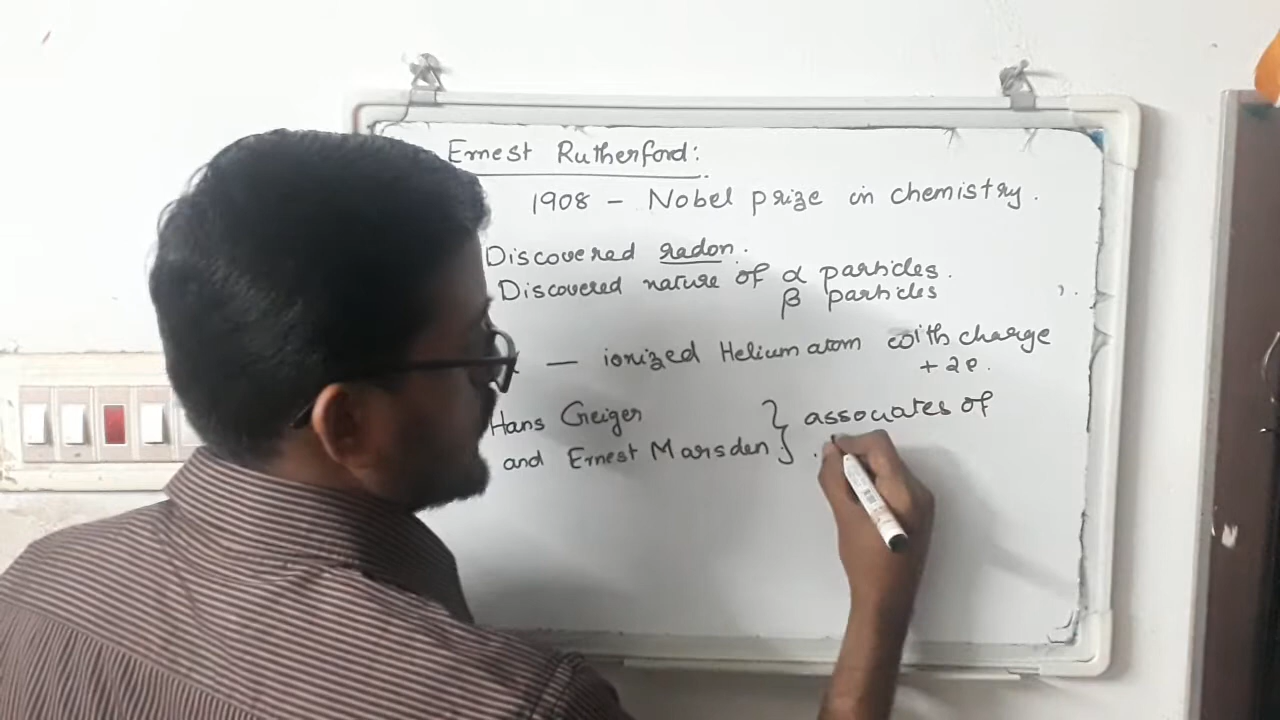 Ernest Rutherford:
1908 - Nobel prize in chemistry.
Discovered radon.
Discovered nature of α particles.
β particles
— ionized Helium atom with charge
+2e.
Hans Geiger
and Ernest Marsden } associates of